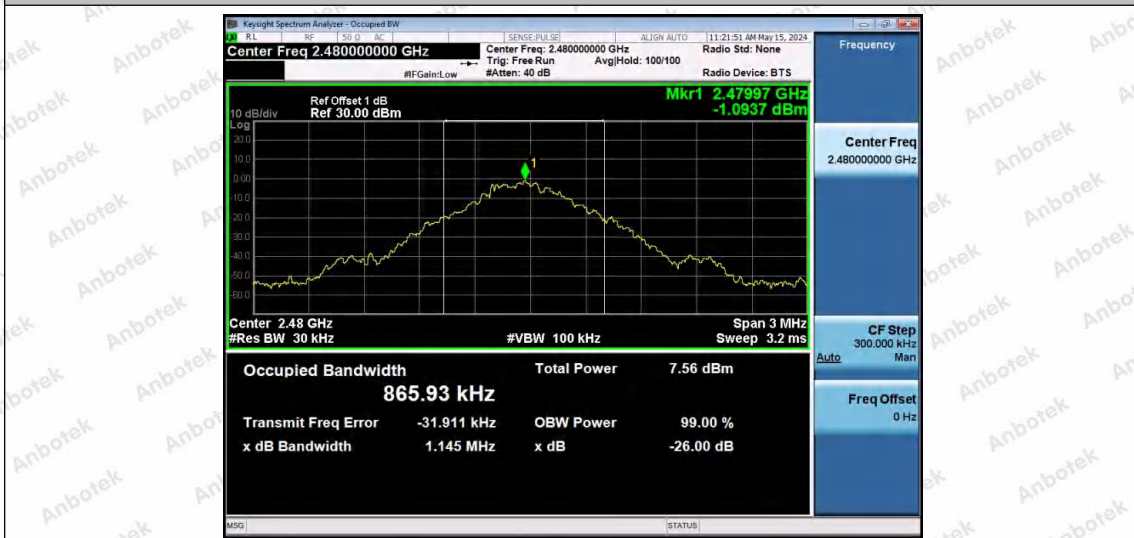 Keysight Spectrum Analyzer - Occupied BW
RL RF 50 Ω AC SENSE:PULSE ALIGN AUTO 11:21:51 AM May 15, 2024
Center Freq 2.480000000 GHz
Center Freq: 2.480000000 GHz
Radio Std: None
Trig: Free Run Avg|Hold: 100/100
#IFGain:Low #Atten: 40 dB Radio Device: BTS
Frequency
Ref Offset 1 dB
Mkr1 2.47997 GHz
10 dB/div Ref 30.00 dBm -1.0937 dBm
Log
20.0
10.0
0.00
-10.0
-20.0
-30.0
-40.0
-50.0
-60.0
1
Center 2.48 GHz Span 3 MHz
#Res BW 30 kHz #VBW 100 kHz Sweep 3.2 ms
Center Freq
2.480000000 GHz
CF Step
300.000 kHz
Auto Man
Freq Offset
0 Hz
Occupied Bandwidth Total Power 7.56 dBm
865.93 kHz
Transmit Freq Error -31.911 kHz OBW Power 99.00 %
x dB Bandwidth 1.145 MHz x dB -26.00 dB
MSG STATUS
Anbotek